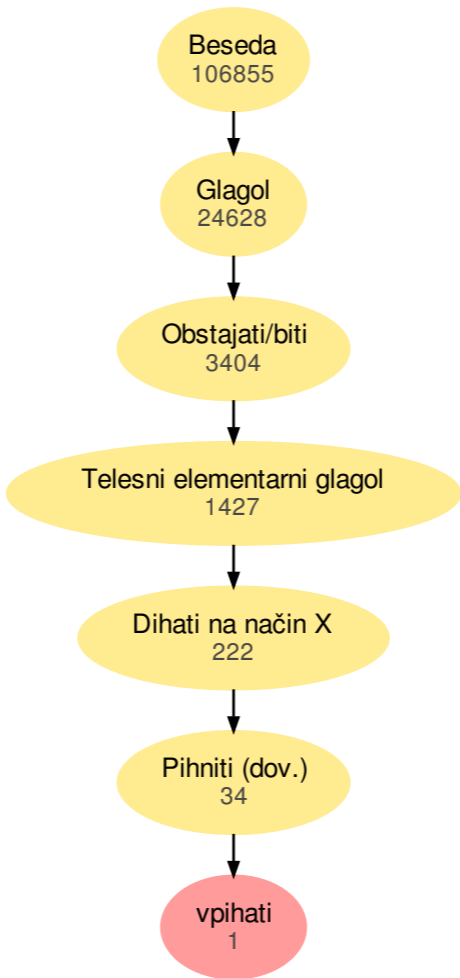 Beseda
106855
Glagol
24628
Obstajati/biti
3404
Telesni elementarni glagol
1427
Dihati na način X
222
Pihniti (dov.)
34
vpihati
1